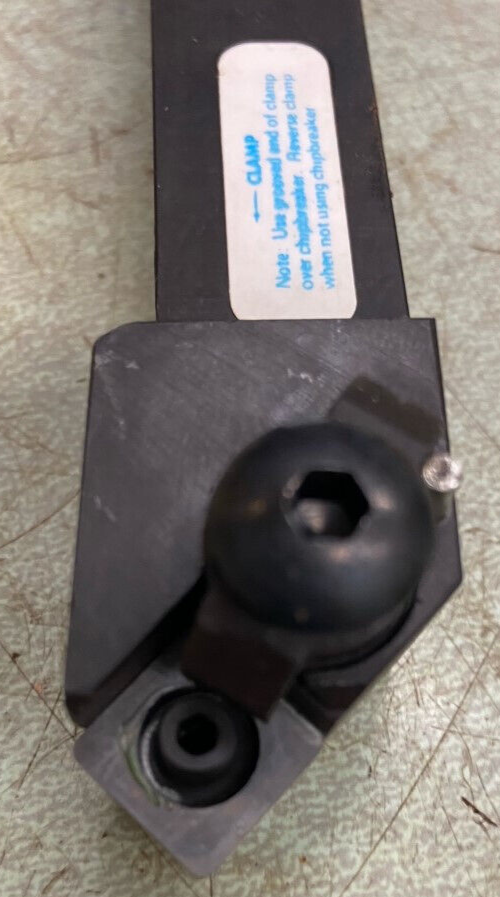 ← CLAMP
Note: Use grooved end of clamp
over chipbreaker. Reverse clamp
when not using chipbreaker